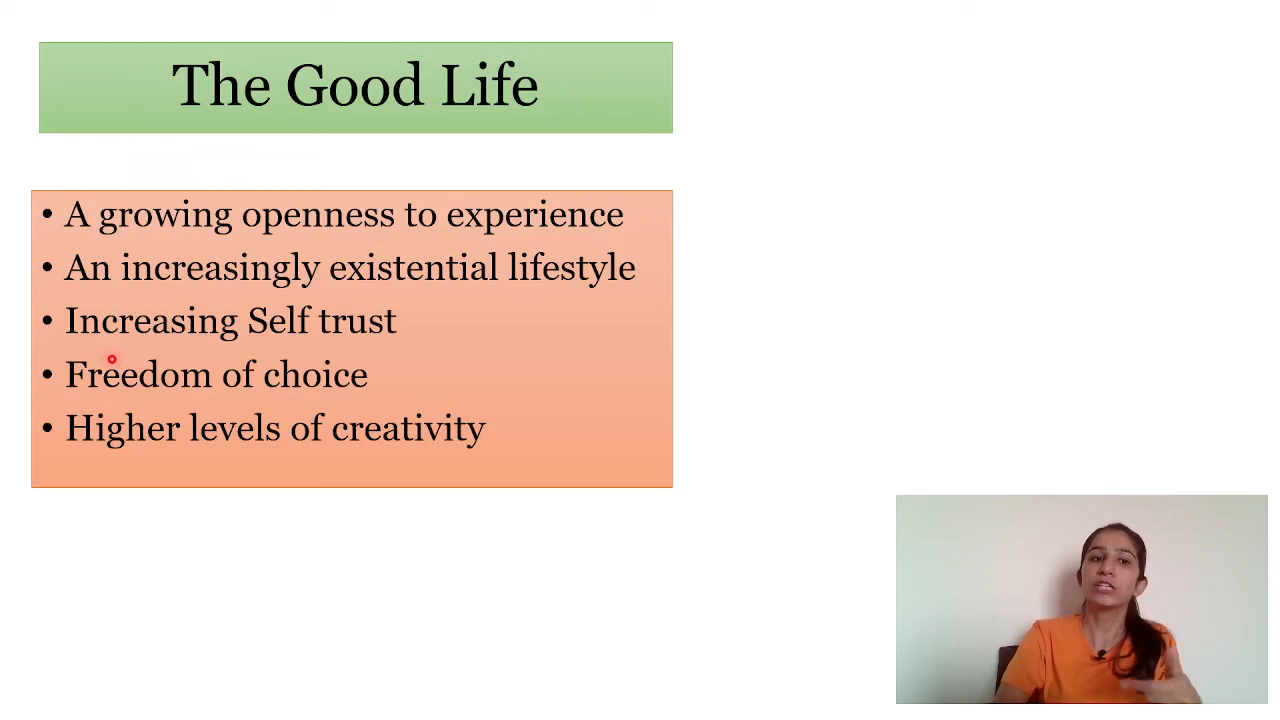 The Good Life
• A growing openness to experience
• An increasingly existential lifestyle
• Increasing Self trust
• Freedom of choice
• Higher levels of creativity